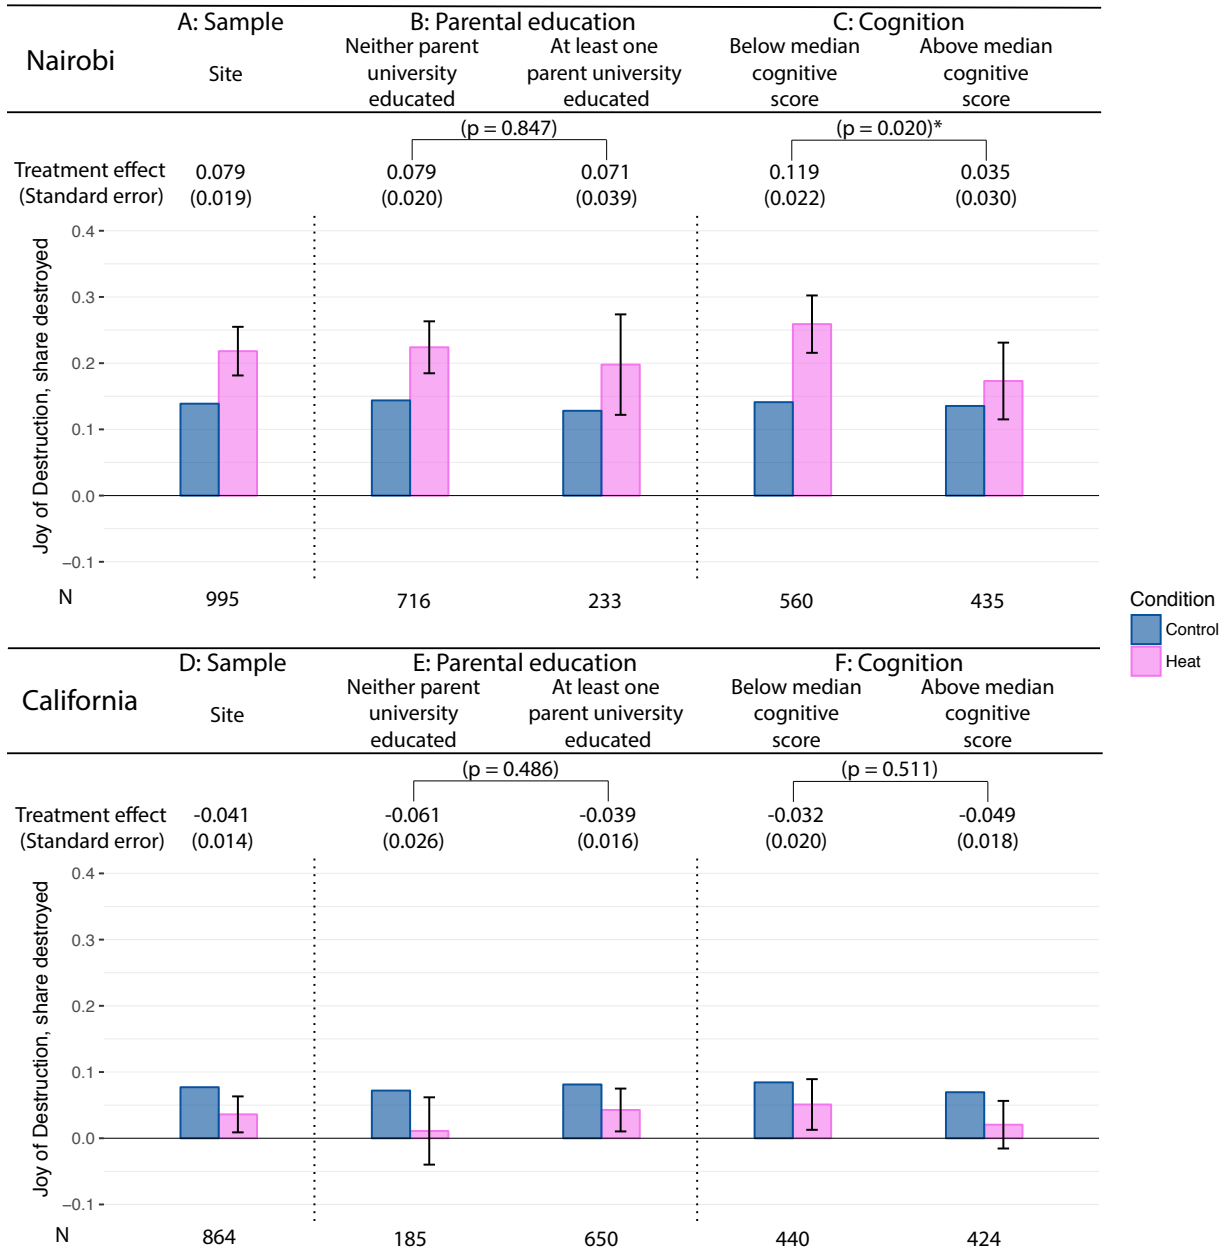 A: Sample B: Parental education C: Cognition
Nairobi Site Neither parent university educated At least one parent university educated Below median cognitive score Above median cognitive score
(p = 0.847) (p = 0.020)*
Treatment effect 0.079 0.079 0.071 0.119 0.035
(Standard error) (0.019) (0.020) (0.039) (0.022) (0.030)
Joy of Destruction, share destroyed
0.4
0.3
0.2
0.1
0.0
−0.1
N 995 716 233 560 435
Condition
Control
Heat
D: Sample E: Parental education F: Cognition
California Site Neither parent university educated At least one parent university educated Below median cognitive score Above median cognitive score
(p = 0.486) (p = 0.511)
Treatment effect -0.041 -0.061 -0.039 -0.032 -0.049
(Standard error) (0.014) (0.026) (0.016) (0.020) (0.018)
Joy of Destruction, share destroyed
0.4
0.3
0.2
0.1
0.0
−0.1
N 864 185 650 440 424